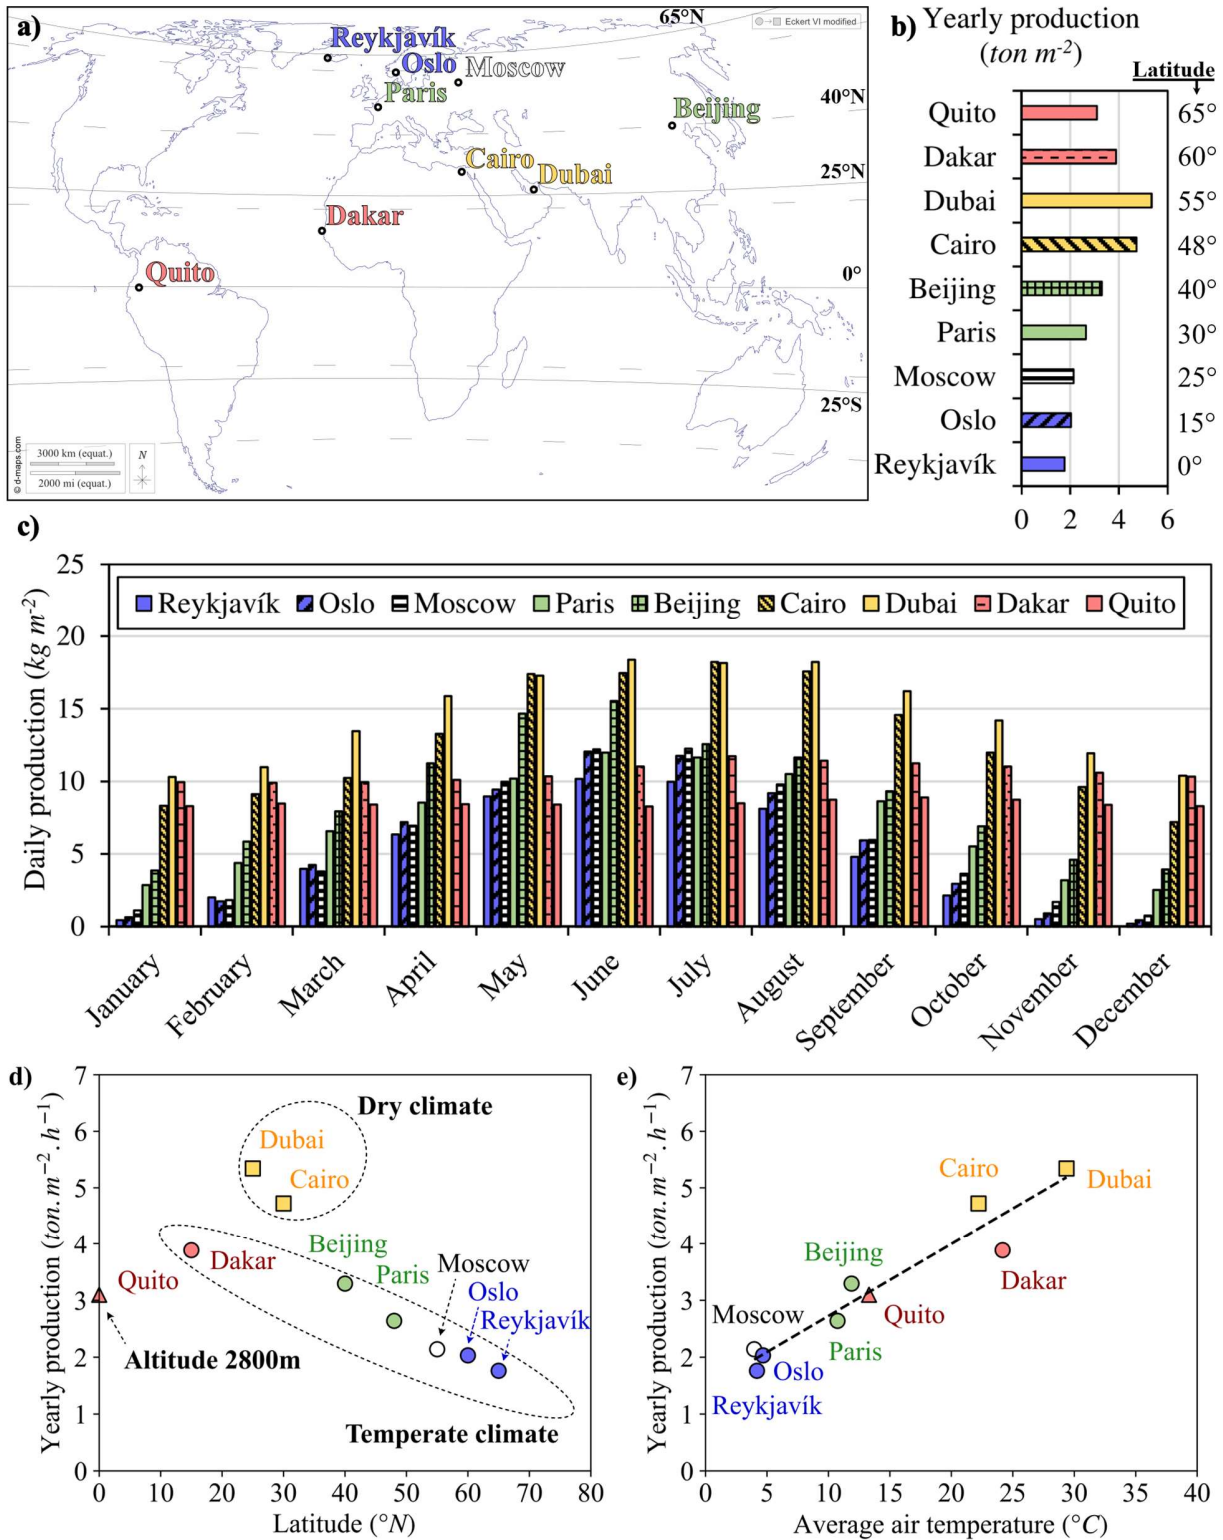 a)
65°N
Eckert VI modified
Reykjavík
Oslo
Moscow
Paris
40°N
Beijing
Cairo
Dubai
25°N
Dakar
Quito
0°
25°S
© d-maps.com
3000 km (equat.)
2000 mi (equat.)
N
b) Yearly production
(ton m-2)
Latitude
Quito 65°
Dakar 60°
Dubai 55°
Cairo 48°
Beijing 40°
Paris 30°
Moscow 25°
Oslo 15°
Reykjavík 0°
0 2 4 6
c)
Daily production (kg m-2)
25
20
15
10
5
0
Reykjavík Oslo Moscow Paris Beijing Cairo Dubai Dakar Quito
January February March April May June July August September October November December
d)
Yearly production (ton. m−2. h−1)
7
6
5
4
3
2
1
0
Dry climate
Dubai
Cairo
Beijing
Dakar
Moscow
Paris
Quito
Oslo
Reykjavík
Altitude 2800m
Temperate climate
0 10 20 30 40 50 60 70 80
Latitude (°N)
e)
Yearly production (ton. m−2. h−1)
7
6
5
4
3
2
1
0
Cairo
Dubai
Beijing
Dakar
Moscow
Quito
Paris
Oslo
Reykjavík
0 5 10 15 20 25 30 35 40
Average air temperature (°C)